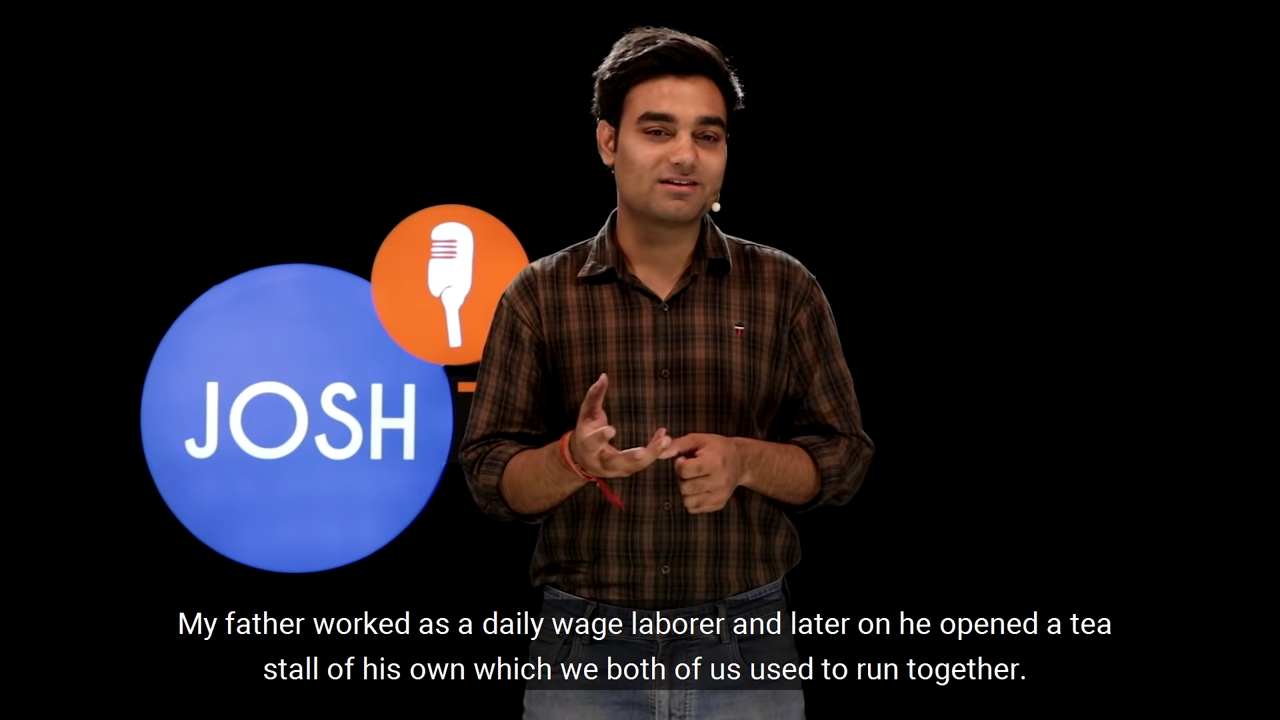 JOSH
My father worked as a daily wage laborer and later on he opened a tea
stall of his own which we both of us used to run together.